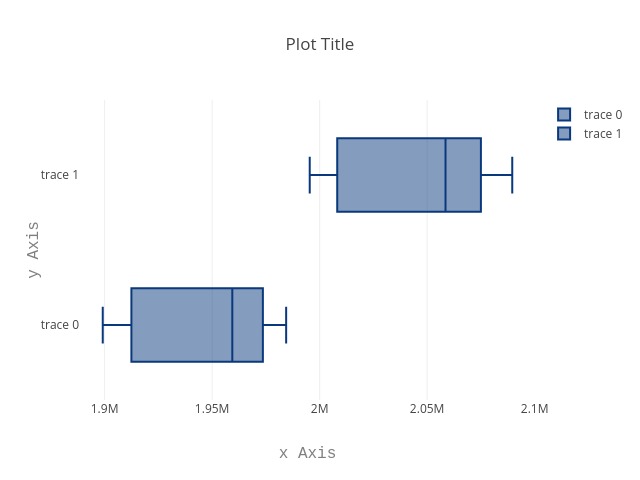 Plot Title
trace 0
trace 1
trace 1
y Axis
trace 0
1.9M 1.95M 2M 2.05M 2.1M
x Axis